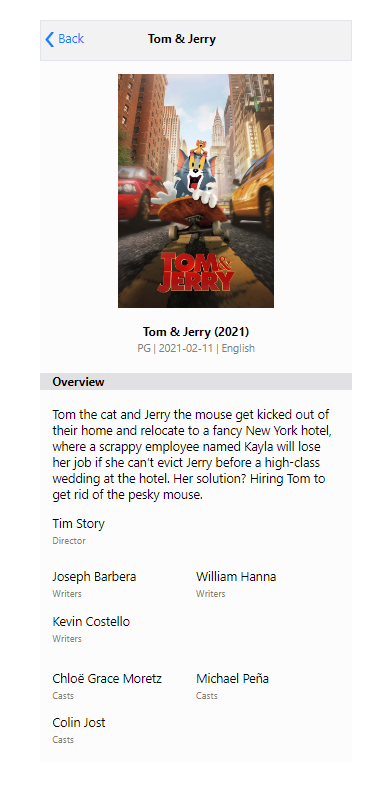 Back
Tom & Jerry
TOM &
JERRY
Tom & Jerry (2021)
PG | 2021-02-11 | English
Overview
Tom the cat and Jerry the mouse get kicked out of
their home and relocate to a fancy New York hotel,
where a scrappy employee named Kayla will lose
her job if she can't evict Jerry before a high-class
wedding at the hotel. Her solution? Hiring Tom to
get rid of the pesky mouse.
Tim Story
Director
Joseph Barbera
William Hanna
Writers
Writers
Kevin Costello
Writers
Chloë Grace Moretz
Michael Peña
Casts
Casts
Colin Jost
Casts